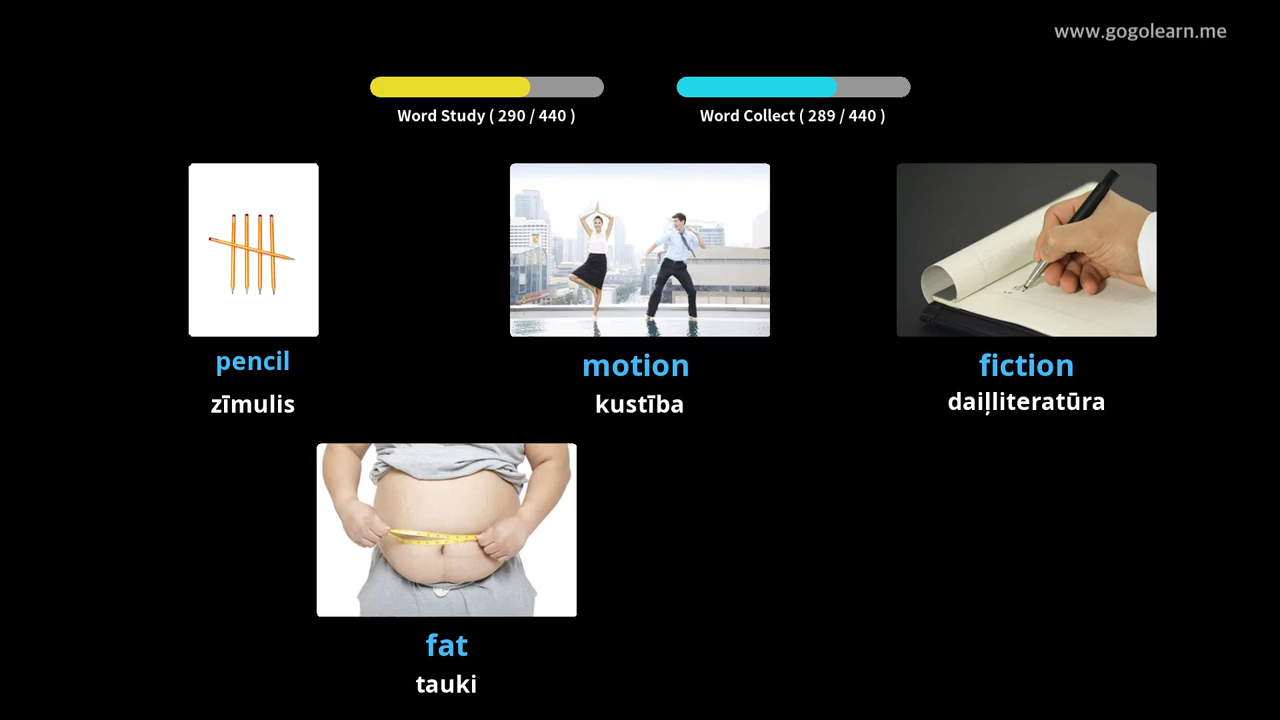 www.gogolearn.me
Word Study ( 290 / 440 )
Word Collect ( 289 / 440 )
pencil
zīmulis
motion
kustība
fiction
daiļliteratūra
fat
tauki